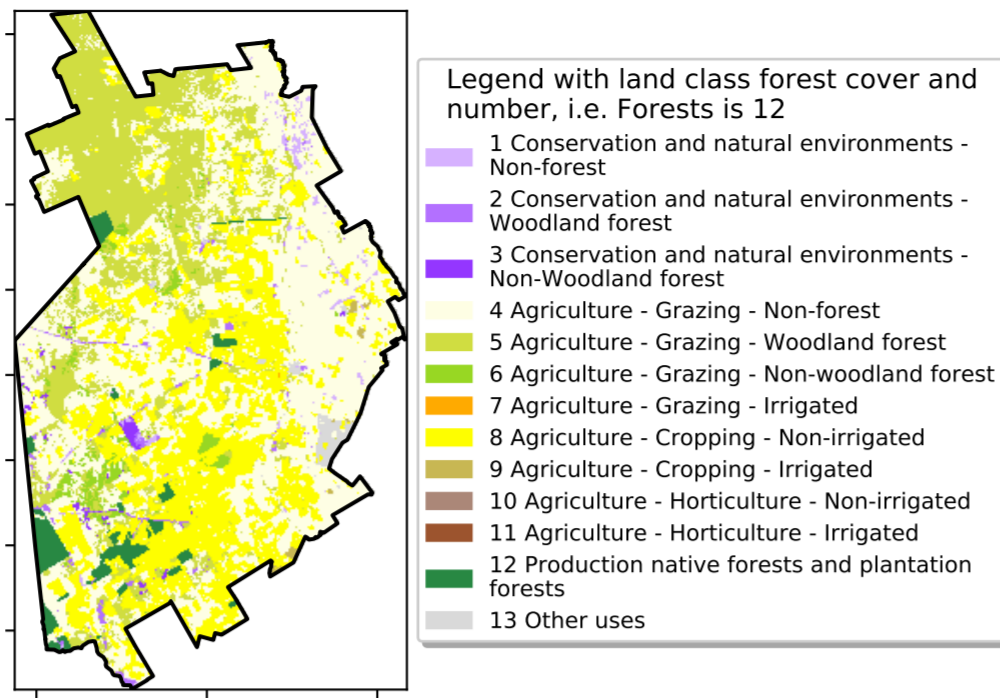 Legend with land class forest cover and
number, i.e. Forests is 12
1 Conservation and natural environments -
Non-forest
2 Conservation and natural environments -
Woodland forest
3 Conservation and natural environments -
Non-Woodland forest
4 Agriculture - Grazing - Non-forest
5 Agriculture - Grazing - Woodland forest
6 Agriculture - Grazing - Non-woodland forest
7 Agriculture - Grazing - Irrigated
8 Agriculture - Cropping - Non-irrigated
9 Agriculture - Cropping - Irrigated
10 Agriculture - Horticulture - Non-irrigated
11 Agriculture - Horticulture - Irrigated
12 Production native forests and plantation
forests
13 Other uses